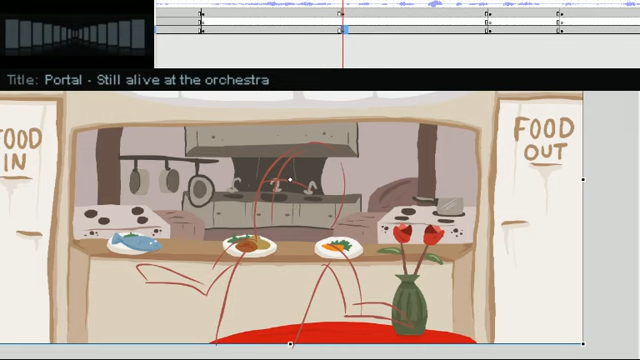 Title: Portal - Still alive at the orchestra
FOOD
IN
FOOD
OUT